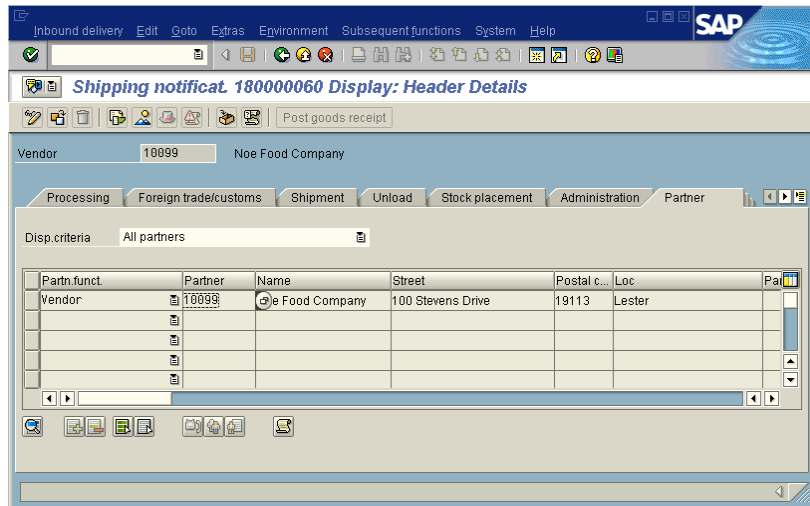 Inbound delivery Edit Goto Extras Environment Subsequent functions System Help
SAP
Shipping notificat. 180000060 Display: Header Details
Post goods receipt
Vendor 10099 Noe Food Company
Processing Foreign trade/customs Shipment Unload Stock placement Administration Partner
Disp.criteria All partners
Partn.funct. Partner Name Street Postal c... Loc
Vendor 10099 Food Company 100 Stevens Drive 19113 Lester